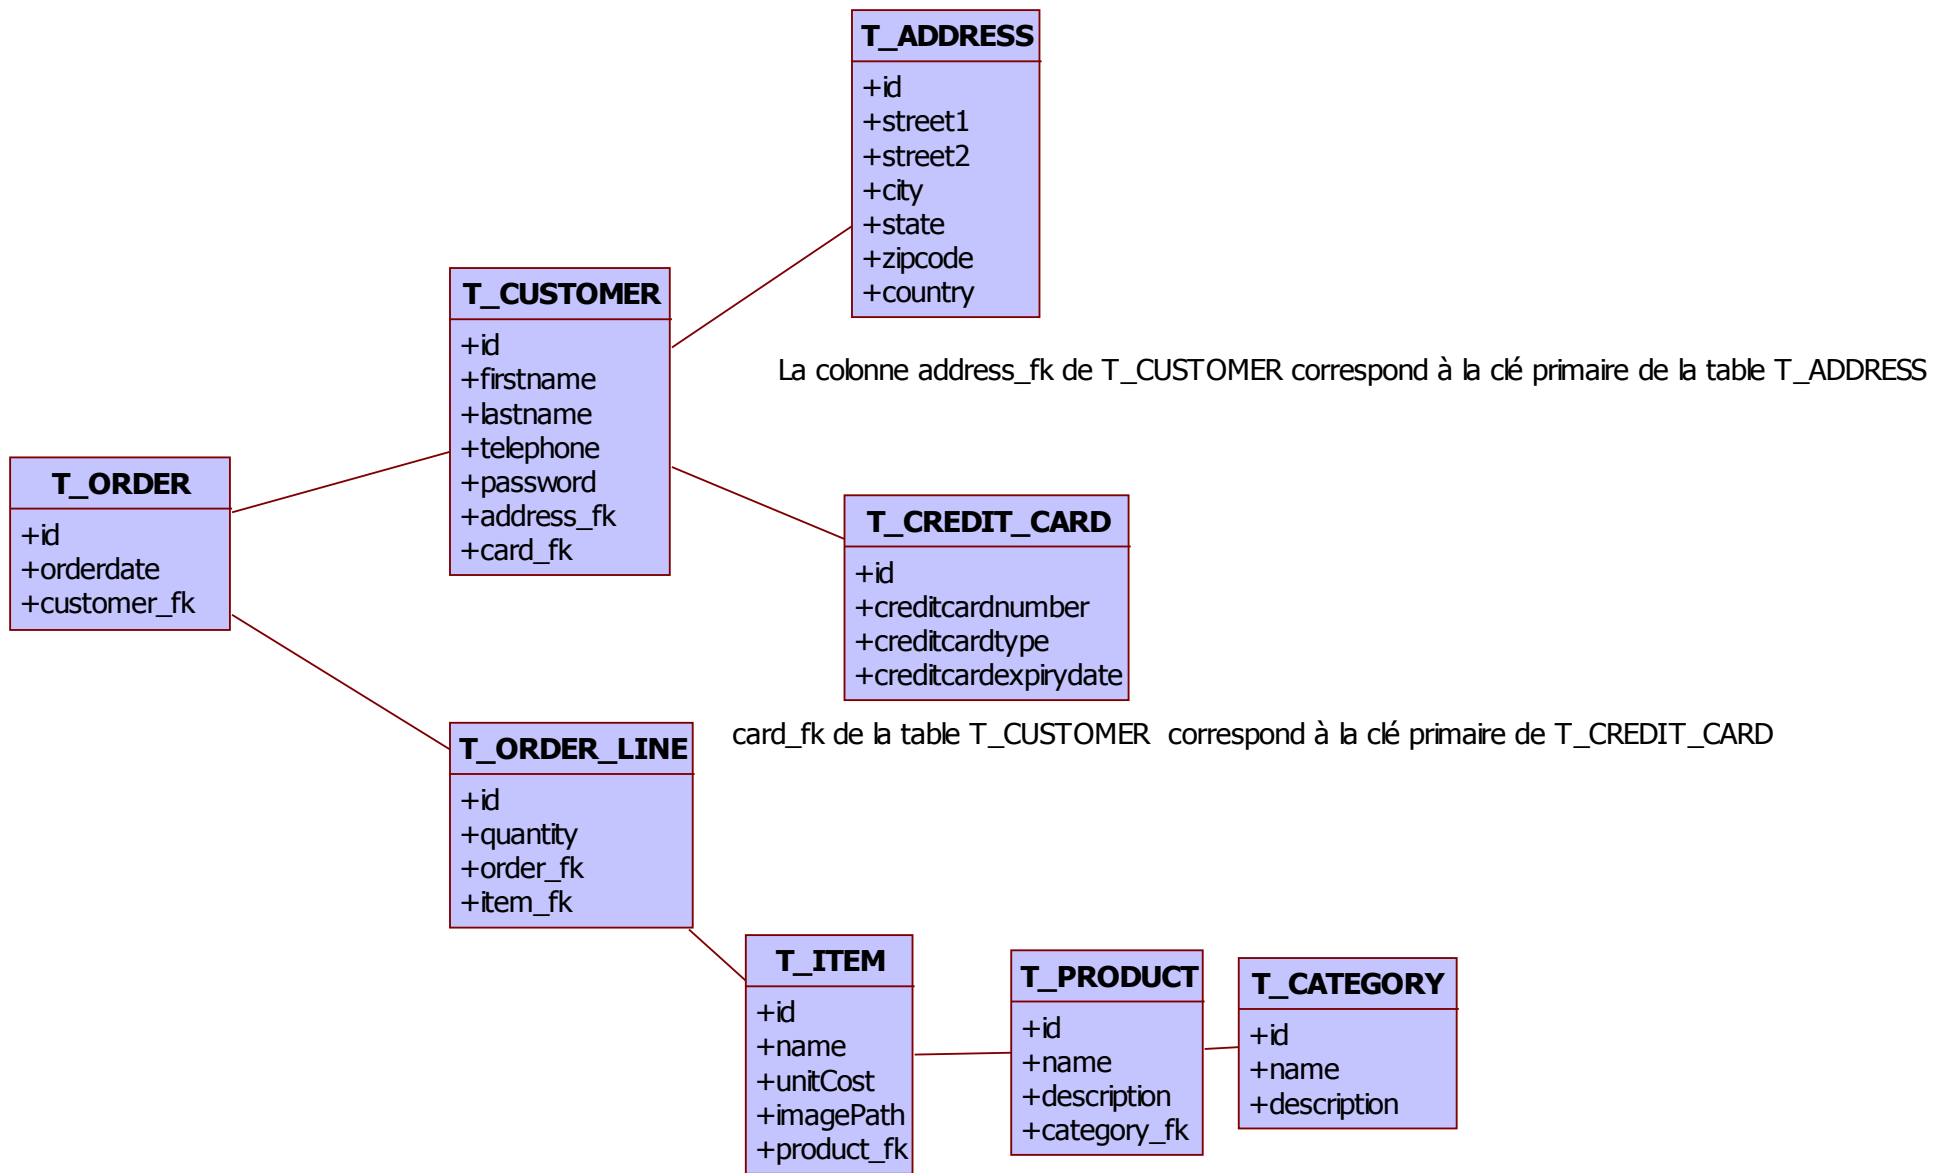 T_ADDRESS
+id
+street1
+street2
+city
+state
+zipcode
+country
T_CUSTOMER
+id
+firstname
+lastname
+telephone
+password
+address_fk
+card_fk
La colonne address_fk de T_CUSTOMER correspond à la clé primaire de la table T_ADDRESS
T_ORDER
+id
+orderdate
+customer_fk
T_CREDIT_CARD
+id
+creditcardnumber
+creditcardtype
+creditcardexpirydate
card_fk de la table T_CUSTOMER  correspond à la clé primaire de T_CREDIT_CARD
T_ORDER_LINE
+id
+quantity
+order_fk
+item_fk
T_ITEM
+id
+name
+unitCost
+imagePath
+product_fk
T_PRODUCT
+id
+name
+description
+category_fk
T_CATEGORY
+id
+name
+description